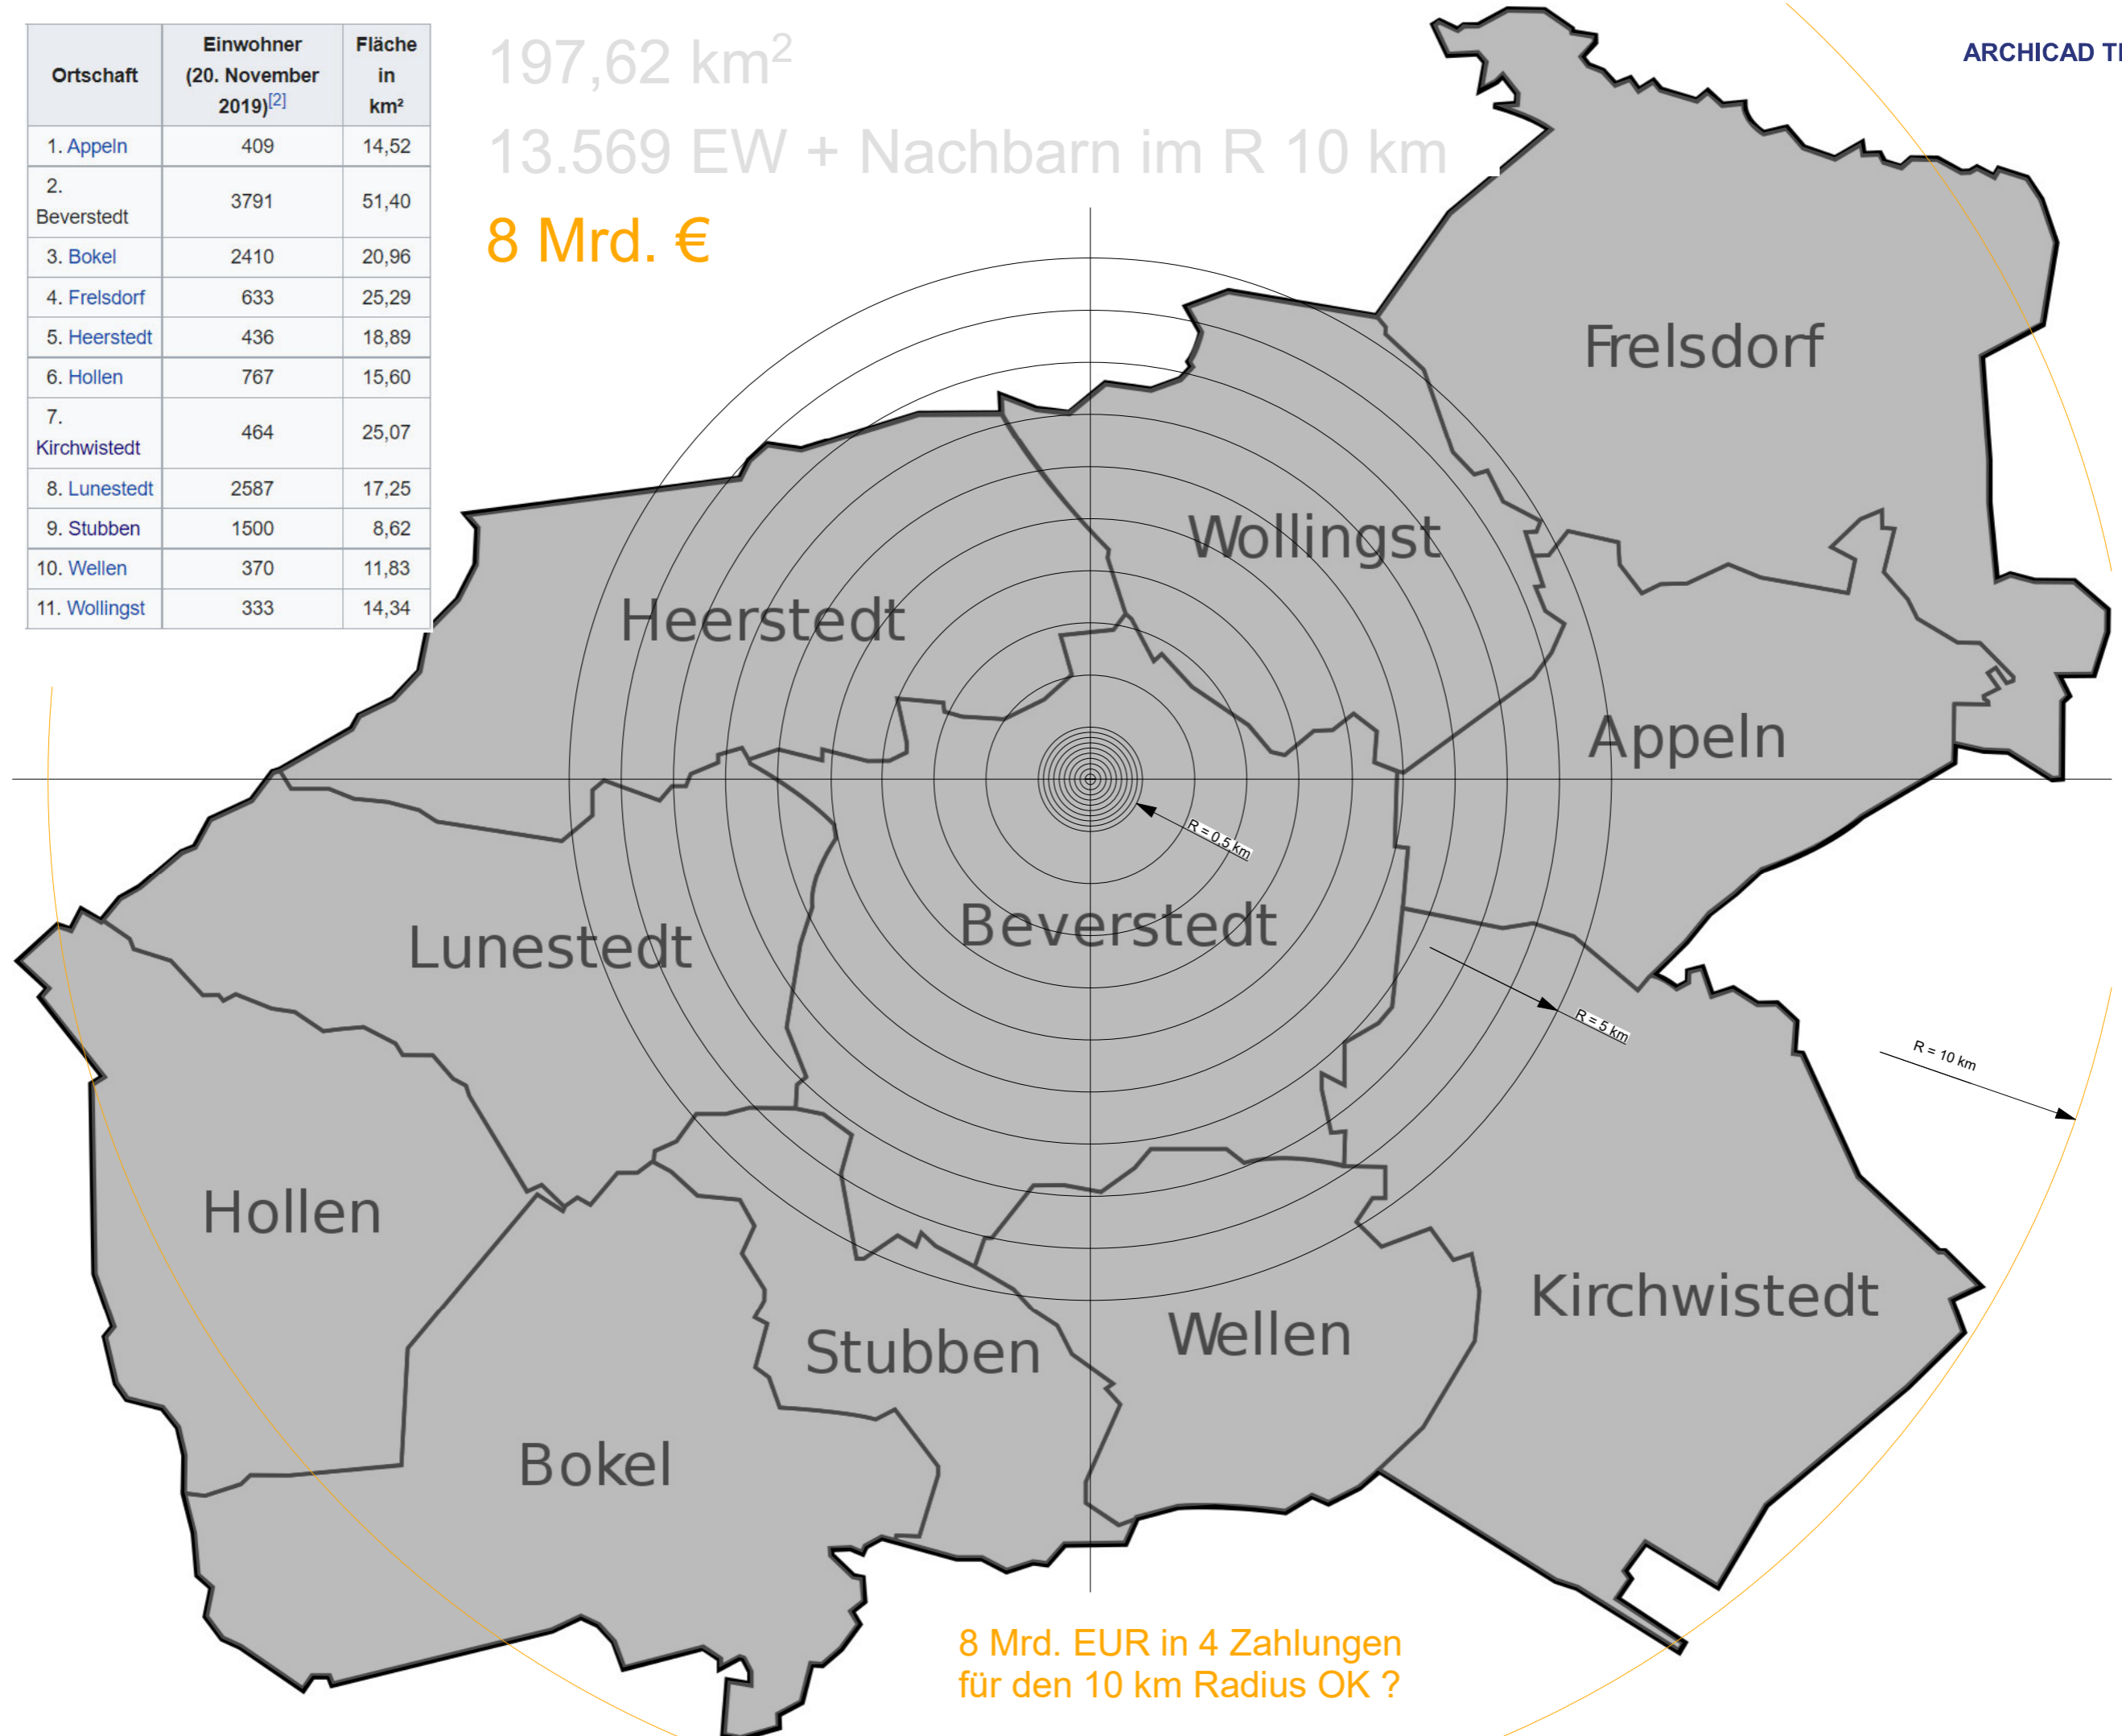 Ortschaft
Einwohner
(20. November
2019)[2]
Fläche
in
km²
1. Appeln 409 14,52
2.
Beverstedt 3791 51,40
3. Bokel 2410 20,96
4. Frelsdorf 633 25,29
5. Heerstedt 436 18,89
6. Hollen 767 15,60
7.
Kirchwistedt 464 25,07
8. Lunestedt 2587 17,25
9. Stubben 1500 8,62
10. Wellen 370 11,83
11. Wollingst 333 14,34
197,62 km²
13.569 EW + Nachbarn im R 10 km
8 Mrd. €
ARCHICAD
Frelsdorf
Wollingst
Heerstedt
Appeln
R = 0,5 km
Beverstedt
Lunestedt
R = 5 km
R = 10 km
Hollen
Kirchwistedt
Stubben
Wellen
Bokel
8 Mrd. EUR in 4 Zahlungen
für den 10 km Radius OK ?